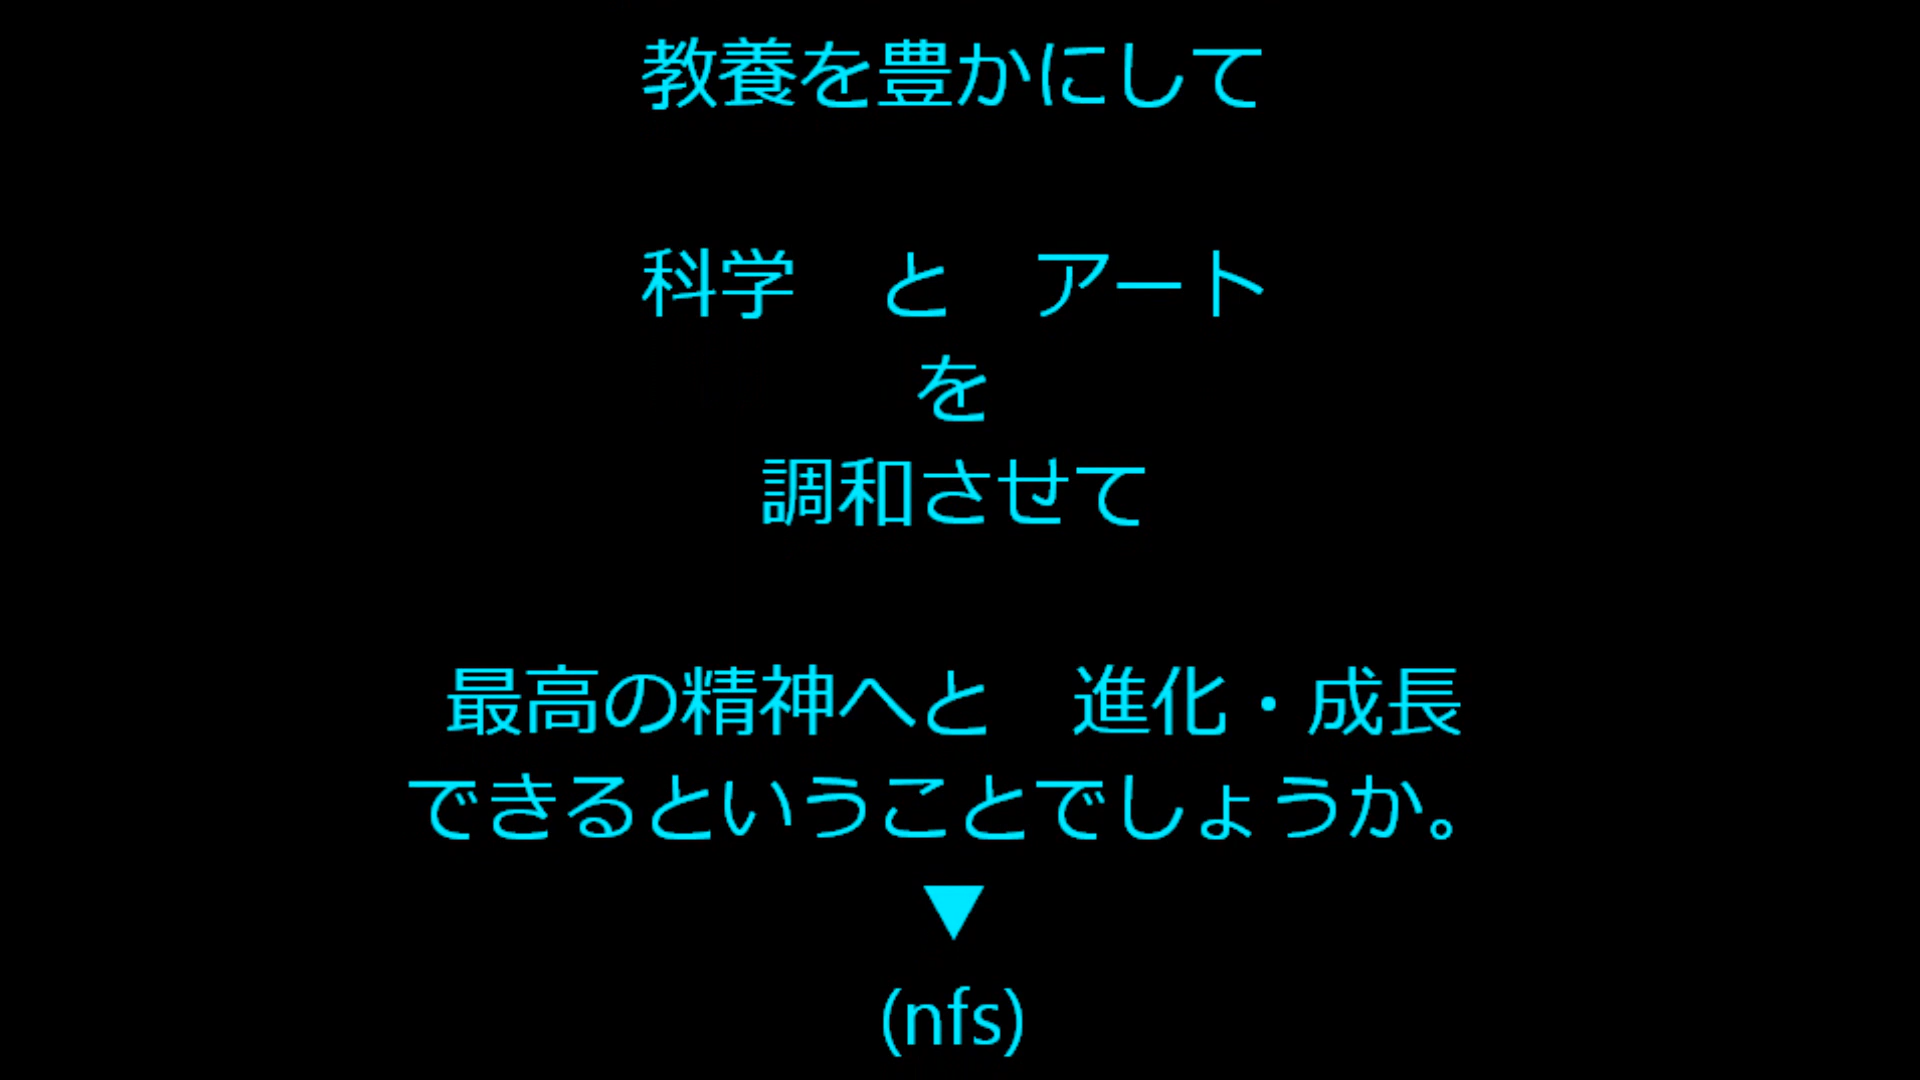 教養を豊かにして
科学　と　アート
を
調和させて
最高の精神へと　進化・成長
できるということでしょうか。
▼
(nfs)